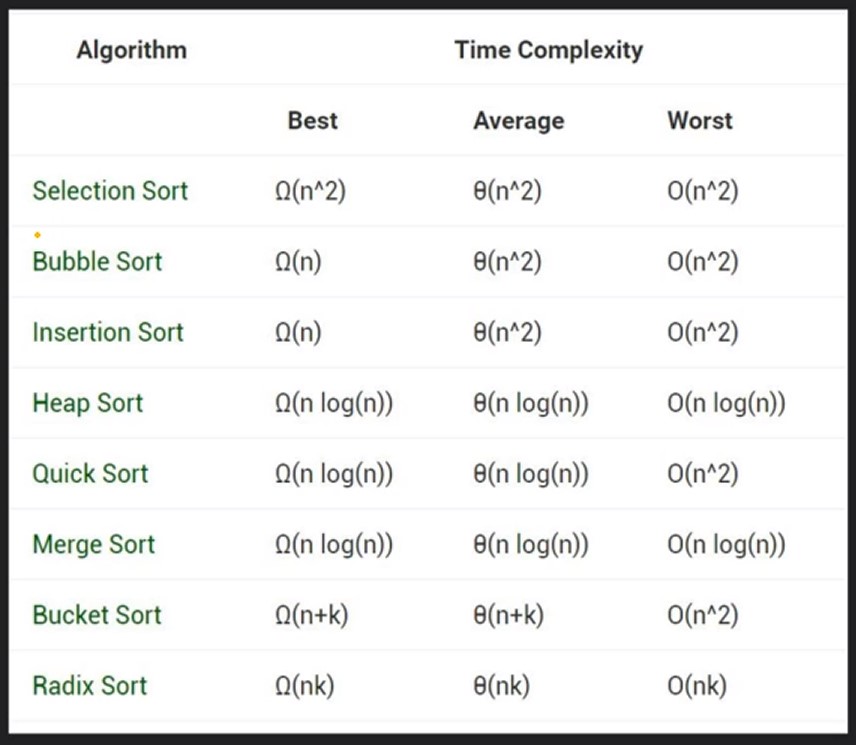 Algorithm Time Complexity
Best Average Worst
Selection Sort Ω(n^2) θ(n^2) O(n^2)
Bubble Sort Ω(n) θ(n^2) O(n^2)
Insertion Sort Ω(n) θ(n^2) O(n^2)
Heap Sort Ω(n log(n)) θ(n log(n)) O(n log(n))
Quick Sort Ω(n log(n)) θ(n log(n)) O(n^2)
Merge Sort Ω(n log(n)) θ(n log(n)) O(n log(n))
Bucket Sort Ω(n+k) θ(n+k) O(n^2)
Radix Sort Ω(nk) θ(nk) O(nk)